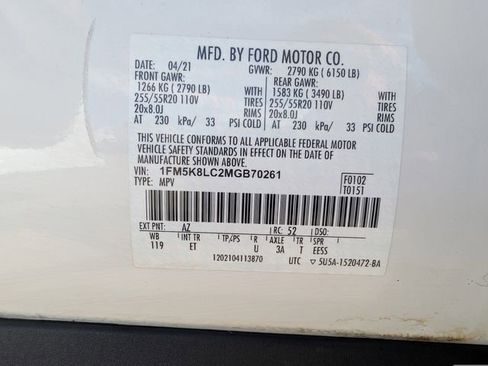 MFD. BY FORD MOTOR CO.
DATE: 04/21 GVWR: 2790 KG ( 6150 LB)
FRONT GAWR: REAR GAWR:
1266 KG ( 2790 LB) 1583 KG ( 3490 LB)
255/55R20 110V TIRES 255/55R20 110V TIRES
20x8.0J RIMS 20x8.0J RIMS
AT 230 kPa/ 33 PSI COLD AT 230 kPa/ 33 PSI COLD
THIS VEHICLE CONFORMS TO ALL APPLICABLE FEDERAL MOTOR
VEHICLE SAFETY STANDARDS IN EFFECT ON THE DATE OF
MANUFACTURE SHOWN ABOVE.
VIN: 1FM5K8LC2MGB70261 F0102
TYPE: MPV T0151
EXT PNT: AZ RC: 52 DSO:
WB INT TR TP/PS R AXLE TR SPR
119 ET U 3A T EESS
1202104113870 UTC ▽ 5U5A-1520472-BA